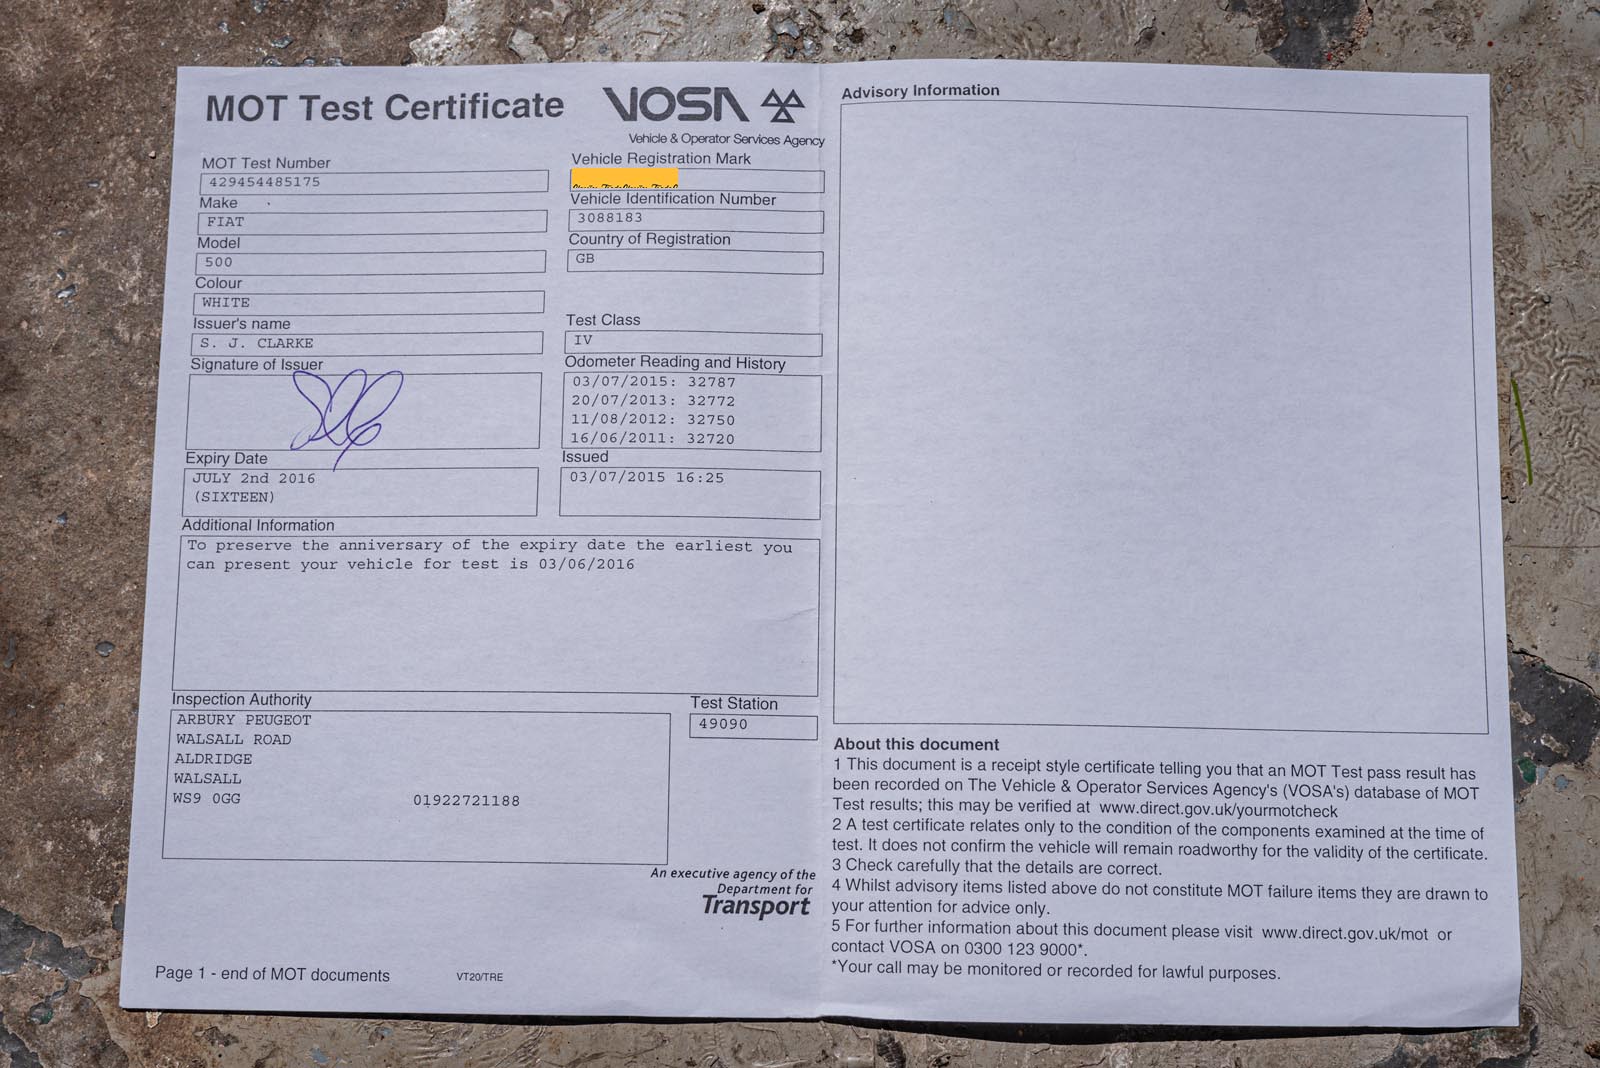 MOT Test Certificate
VOSA
Vehicle & Operator Services Agency
MOT Test Number
429454485175
Vehicle Registration Mark
Make
FIAT
Vehicle Identification Number
3088183
Model
500
Country of Registration
GB
Colour
WHITE
Issuer's name
S. J. CLARKE
Test Class
IV
Signature of Issuer
Odometer Reading and History
03/07/2015: 32787
20/07/2013: 32772
11/08/2012: 32750
16/06/2011: 32720
Expiry Date
JULY 2nd 2016
(SIXTEEN)
Issued
03/07/2015 16:25
Additional Information
To preserve the anniversary of the expiry date the earliest you
can present your vehicle for test is 03/06/2016
Inspection Authority
ARBURY PEUGEOT
WALSALL ROAD
ALDRIDGE
WALSALL
WS9 0GG 01922721188
Test Station
49090
An executive agency of the
Department for
Transport
Page 1 - end of MOT documents
VT20/TRE
Advisory Information
About this document
1 This document is a receipt style certificate telling you that an MOT Test pass result has
been recorded on The Vehicle & Operator Services Agency's (VOSA's) database of MOT
Test results; this may be verified at www.direct.gov.uk/yourmotcheck
2 A test certificate relates only to the condition of the components examined at the time of
test. It does not confirm the vehicle will remain roadworthy for the validity of the certificate.
3 Check carefully that the details are correct.
4 Whilst advisory items listed above do not constitute MOT failure items they are drawn to
your attention for advice only.
5 For further information about this document please visit www.direct.gov.uk/mot or
contact VOSA on 0300 123 9000*.
*Your call may be monitored or recorded for lawful purposes.